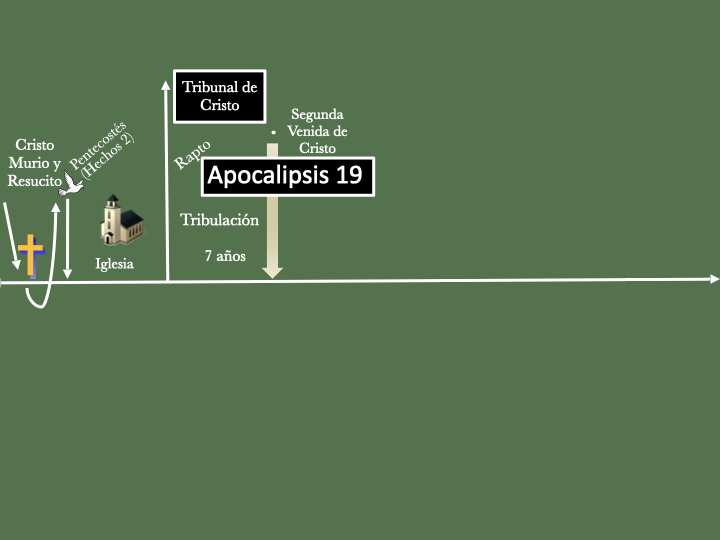 Cristo
Murio y
Resucito
Pentecostés
(Hechos 2)
Iglesia
Rapto
Tribunal de
Cristo
• Segunda
Venida de
Cristo
Apocalipsis 19
Tribulación
7 años